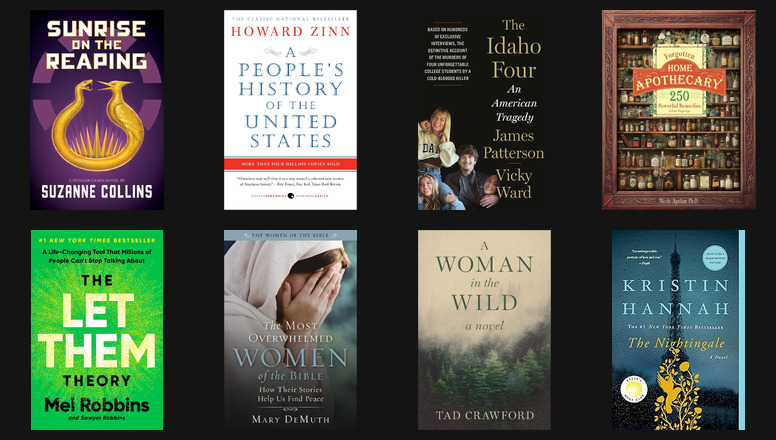 SUNRISE
ON THE
REAPING
A HUNGER GAMES NOVEL BY
SUZANNE COLLINS
THE CLASSIC NATIONAL BESTSELLER
HOWARD ZINN
A
PEOPLE'S
HISTORY
OF THE
UNITED
STATES
MORE THAN FOUR MILLION COPIES SOLD
BASED ON HUNDREDS
OF EXCLUSIVE
INTERVIEWS, THE
DEFINITIVE ACCOUNT
OF THE MURDERS OF
FOUR UNFORGETTABLE
COLLEGE STUDENTS BY A
COLD-BLOODED KILLER
The
Idaho
Four
An
American
Tragedy
James
Patterson
Vicky
Ward
Forgotten
HOME
APOTHECARY
250
Powerful Remedies
Nicole Apelian Ph.D.
#1 NEW YORK TIMES BESTSELLER
A Life-Changing Tool That Millions of
People Can't Stop Talking About
THE
LET
THEM
THEORY
Mel Robbins
and Sawyer Robbins
THE WOMEN OF THE BIBLE
The MOST
OVERWHELMED
WOMEN
of the BIBLE
How Their Stories
Help Us Find Peace
MARY DEMUTH
A
WOMAN
in the
WILD
a novel
TAD CRAWFORD
KRISTIN
HANNAH
The #1 New York Times Bestseller
The Nightingale
A Novel